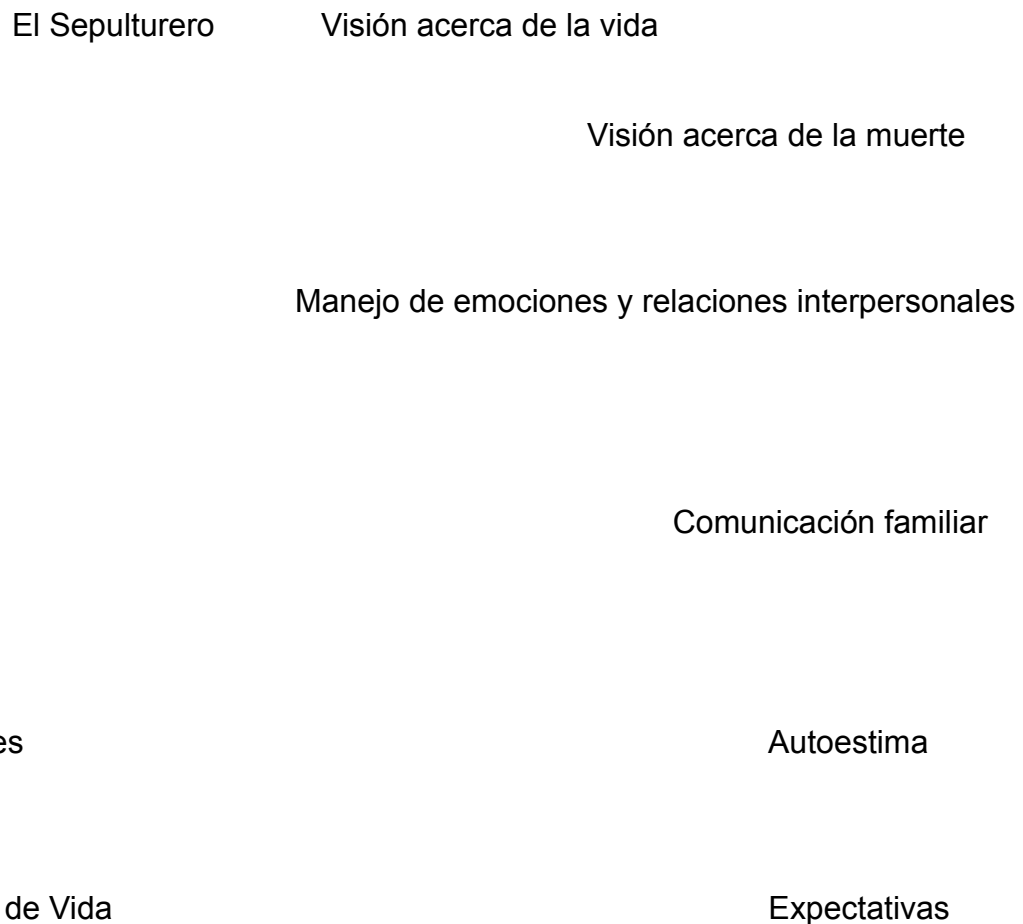 El Sepulturero Visión acerca de la vida
Visión acerca de la muerte
Manejo de emociones y relaciones interpersonales
Comunicación familiar
es Autoestima
de Vida Expectativas